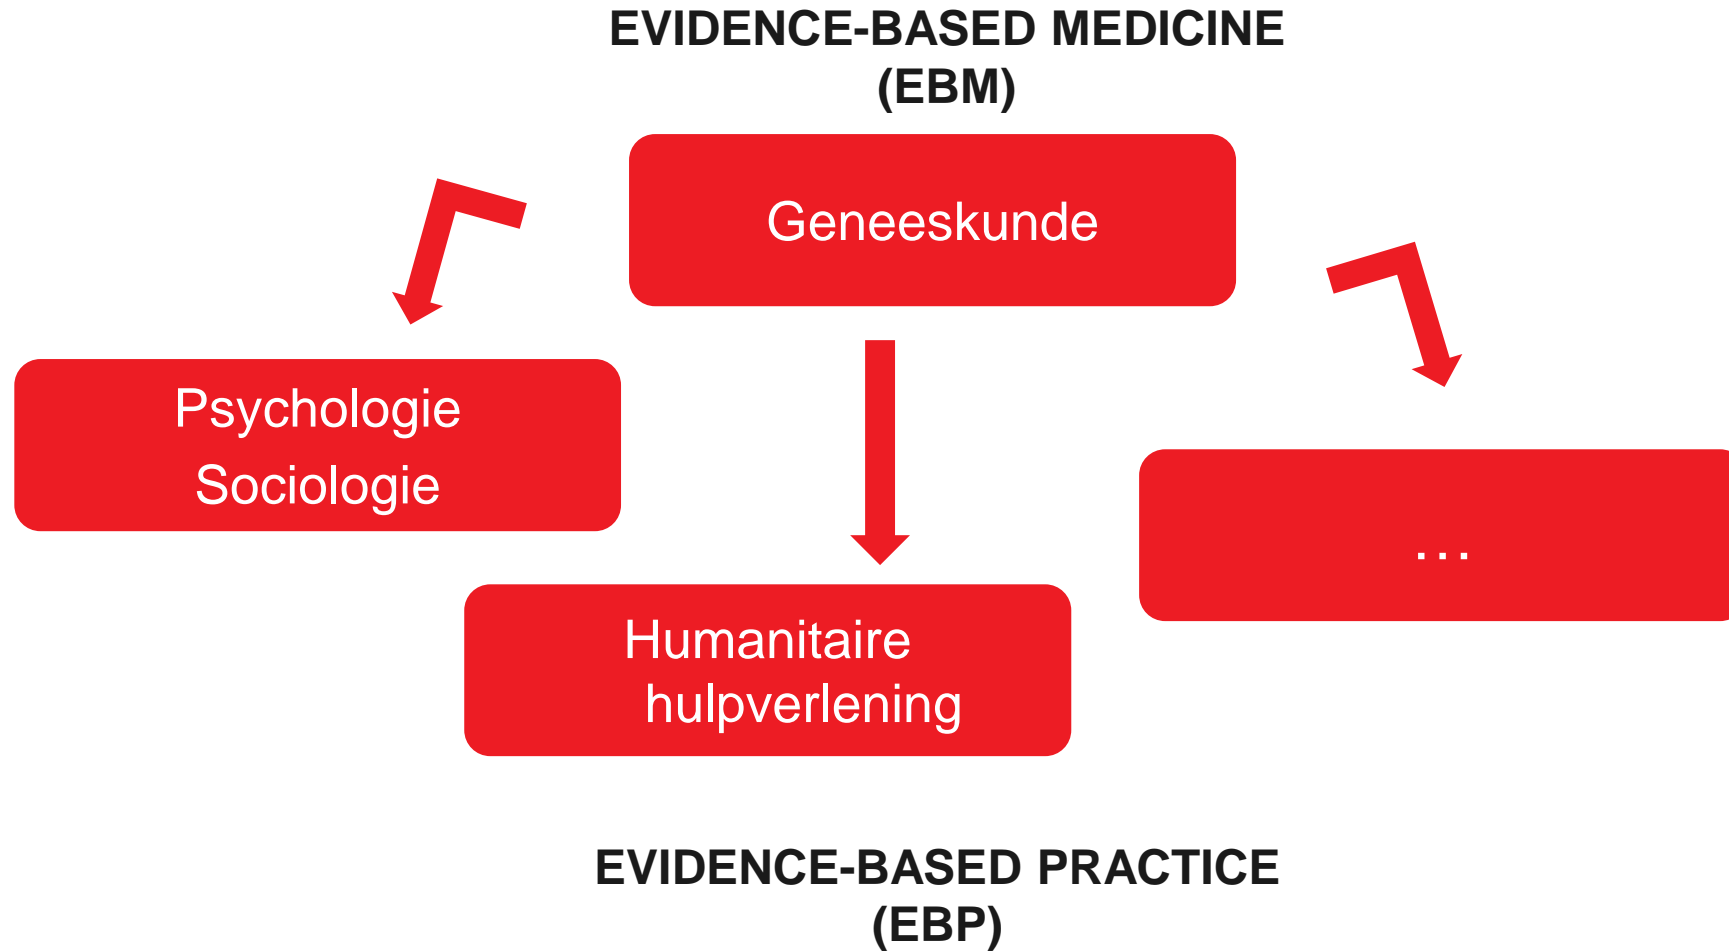 EVIDENCE-BASED MEDICINE
(EBM)
Geneeskunde
Psychologie
Sociologie
…
Humanitaire
hulpverlening
EVIDENCE-BASED PRACTICE
(EBP)